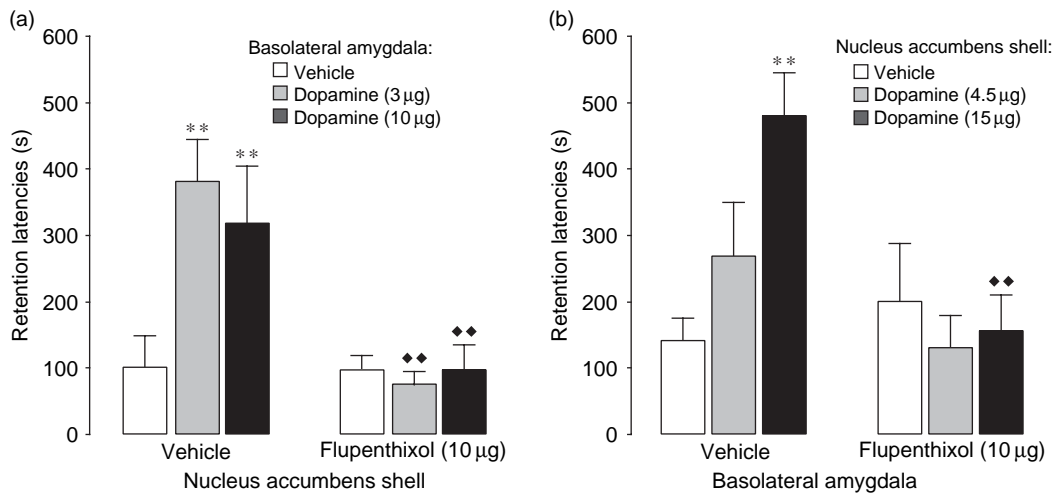 (a)
600
500
400
300
200
100
0
Retention latencies (s)
Basolateral amygdala:
Vehicle
Dopamine (3 μg)
Dopamine (10 μg)
**
**
◆◆
◆◆
Vehicle
Flupenthixol (10 μg)
Nucleus accumbens shell
(b)
600
500
400
300
200
100
0
Retention latencies (s)
Nucleus accumbens shell:
Vehicle
Dopamine (4.5 μg)
Dopamine (15 μg)
**
◆◆
Vehicle
Flupenthixol (10 μg)
Basolateral amygdala